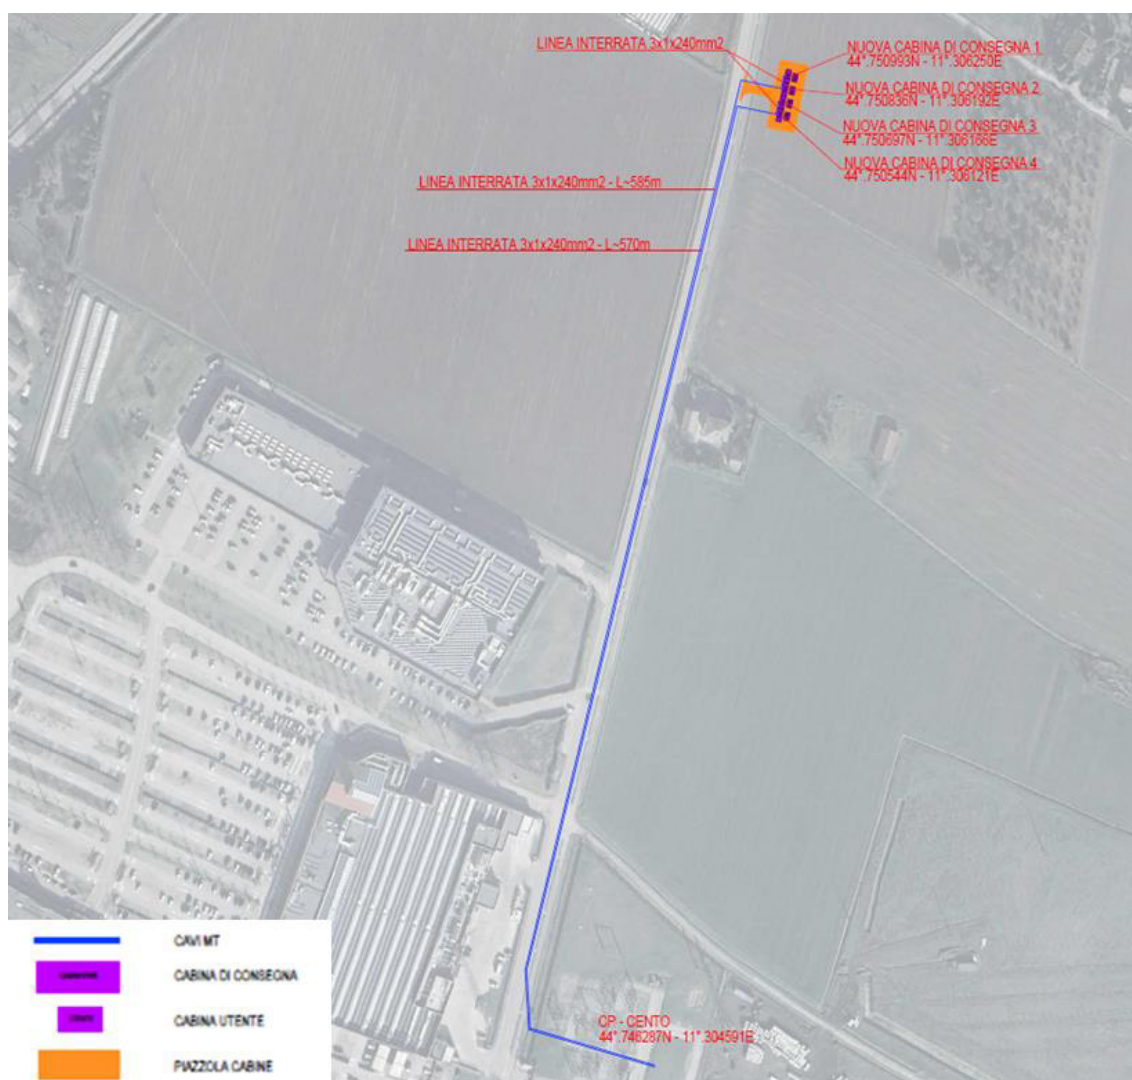 LINEA INTERRATA 3x1x240mm2
NUOVA CABINA DI CONSEGNA 1
44°.750993N - 11°.306250E
NUOVA CABINA DI CONSEGNA 2
44°.750836N - 11°.306192E
NUOVA CABINA DI CONSEGNA 3
44°.750697N - 11°.306166E
NUOVA CABINA DI CONSEGNA 4
44°.750544N - 11°.306121E
LINEA INTERRATA 3x1x240mm2 - L~585m
LINEA INTERRATA 3x1x240mm2 - L~570m
CP - CENTO
44°.746287N - 11°.304591E
CAVI MT
CABINA DI CONSEGNA
CABINA UTENTE
PIAZZOLA CABINE